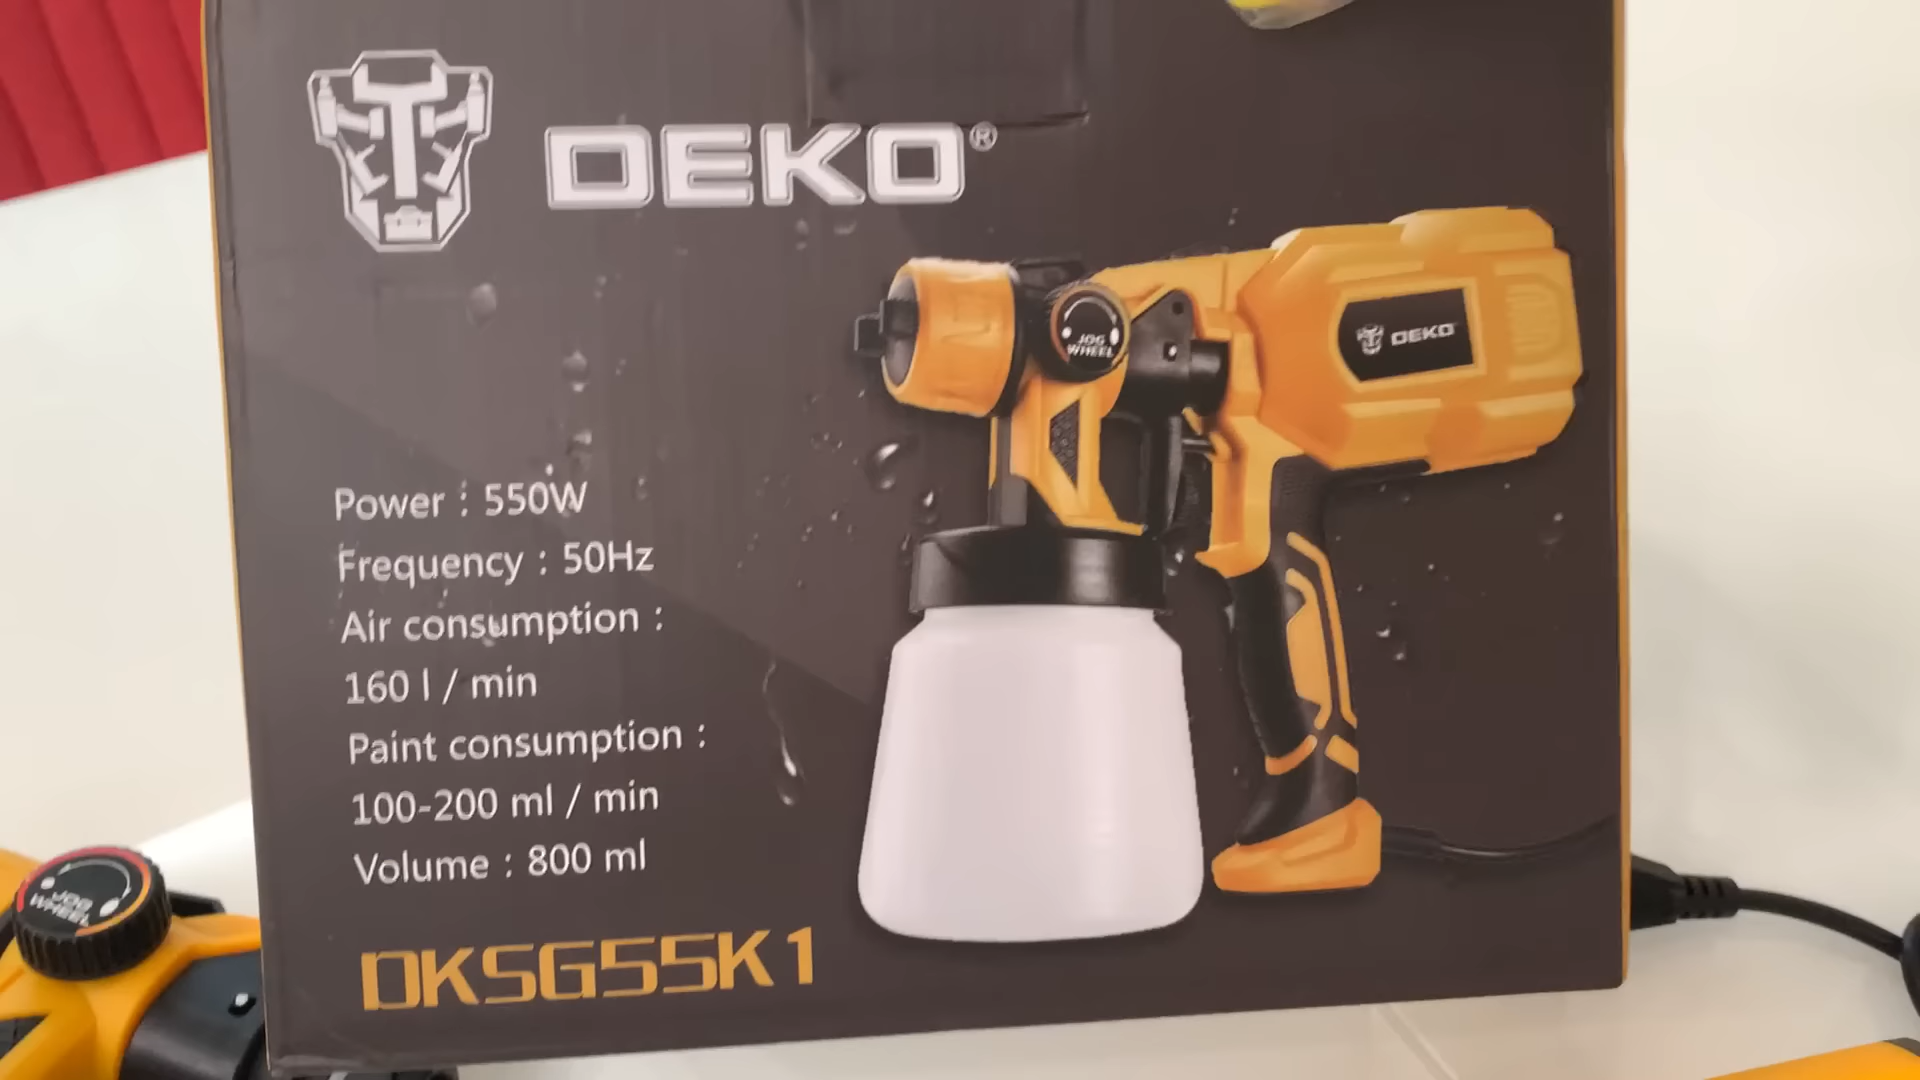 DEKO®
JOG
WHEEL
DEKO
Power : 550W
Frequency : 50Hz
Air consumption :
160 l / min
Paint consumption :
100-200 ml / min
Volume : 800 ml
DKSG55K1
JOG
WHEEL